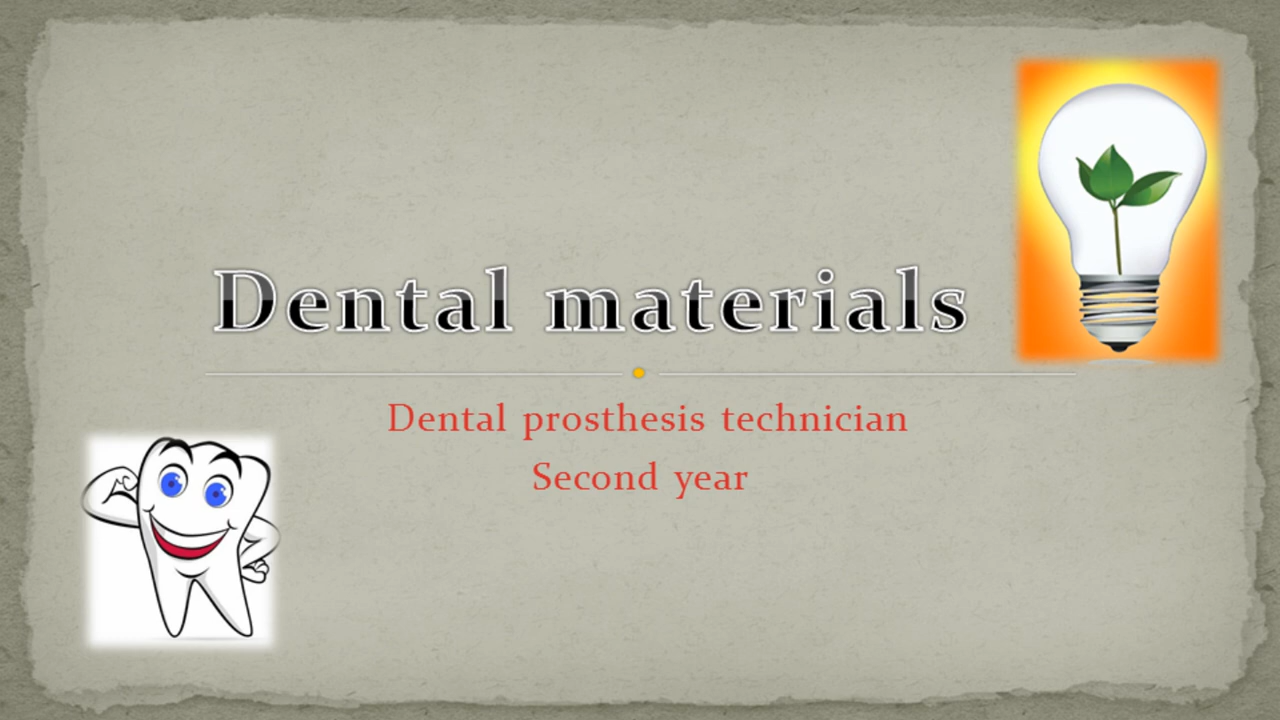 Dental materials
Dental prosthesis technician
Second year